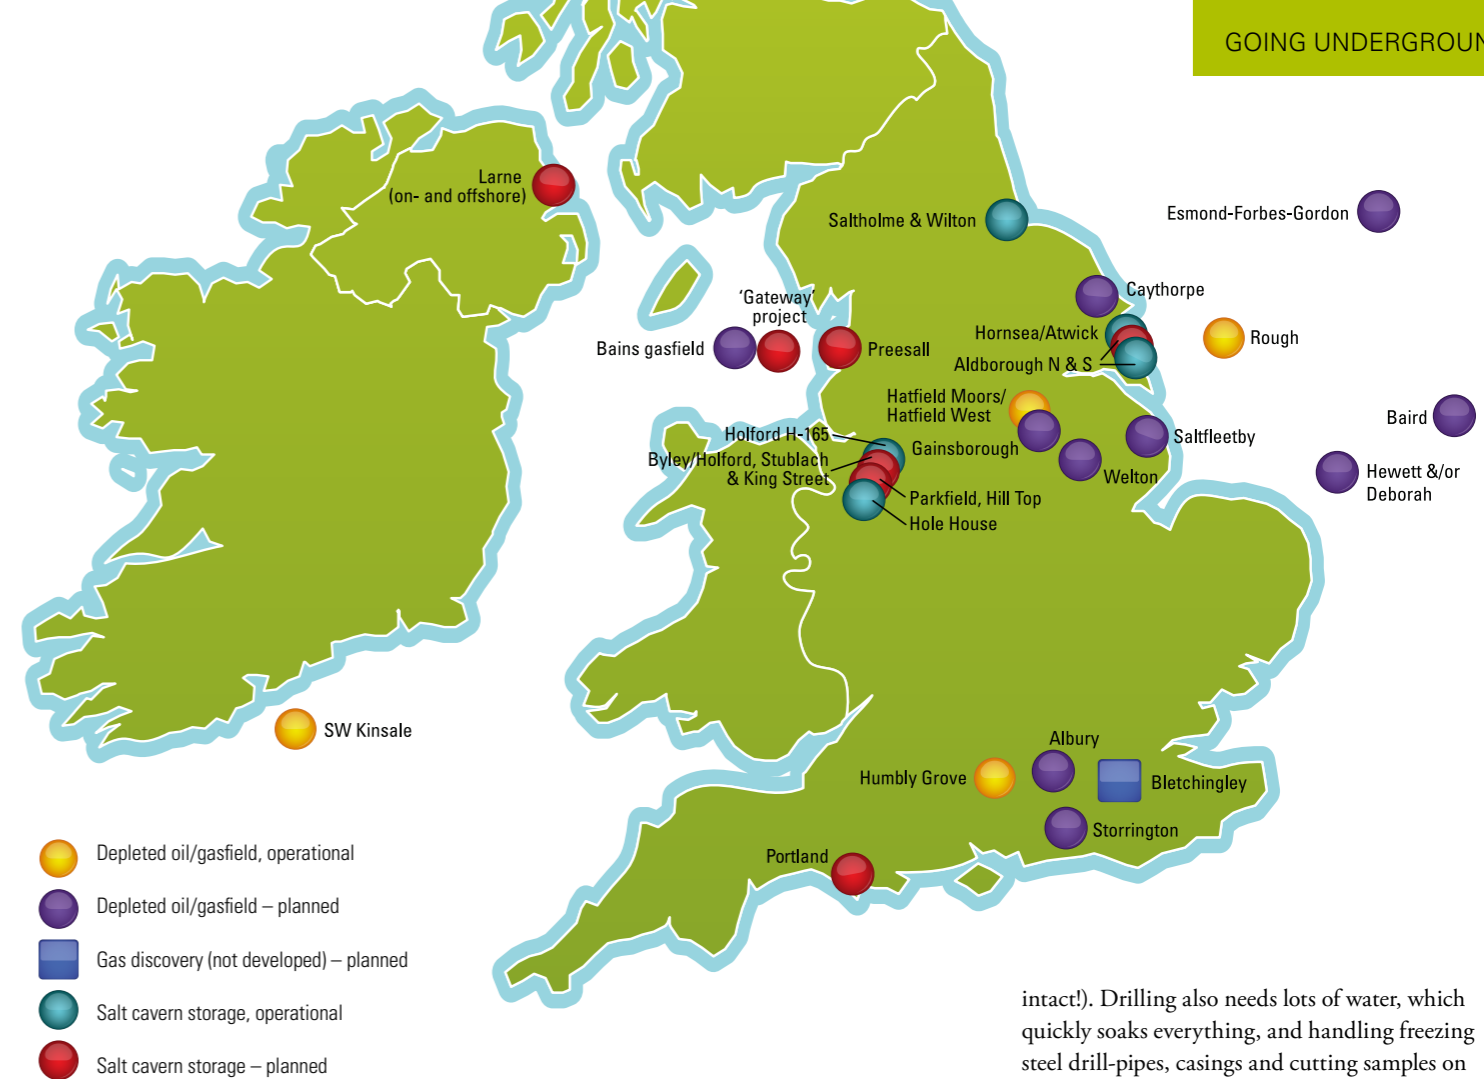 GOING UNDERGROUN
Larne
(on- and offshore)
Saltholme & Wilton
Esmond-Forbes-Gordon
Caythorpe
'Gateway'
project
Bains gasfield
Preesall
Hornsea/Atwick
Aldborough N & S
Rough
Hatfield Moors/
Hatfield West
Baird
Holford H-165
Gainsborough
Saltfleetby
Byley/Holford, Stublach
& King Street
Welton
Hewett &/or
Deborah
Parkfield, Hill Top
Hole House
SW Kinsale
Albury
Humbly Grove
Bletchingley
Storrington
Portland
Depleted oil/gasfield, operational
Depleted oil/gasfield – planned
Gas discovery (not developed) – planned
Salt cavern storage, operational
Salt cavern storage – planned
intact!). Drilling also needs lots of water, which
quickly soaks everything, and handling freezing
steel drill-pipes, casings and cutting samples on